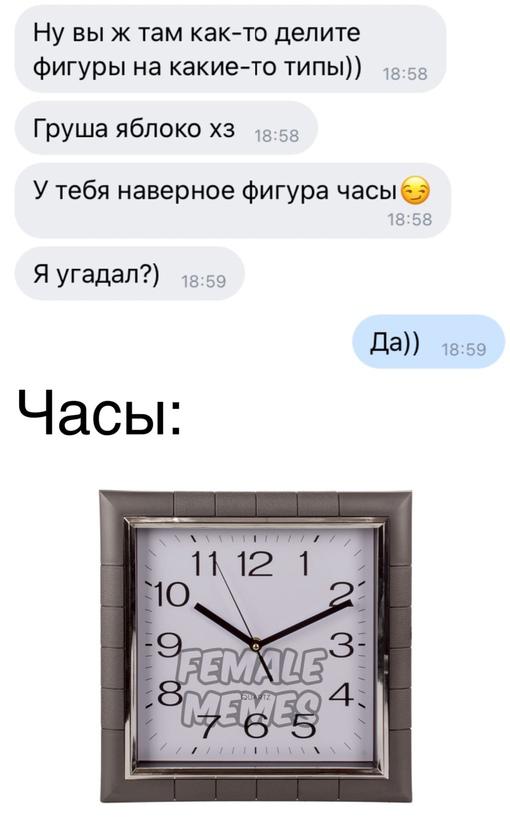 Ну вы ж там как-то делите
фигуры на какие-то типы)) 18:58
Груша яблоко хз 18:58
У тебя наверное фигура часы😏
18:58
Я угадал?) 18:59
Да)) 18:59
Часы:
11 12 1
10 2
9 3
FEMALE
QUARTZ
8 4
MEMES
7 6 5